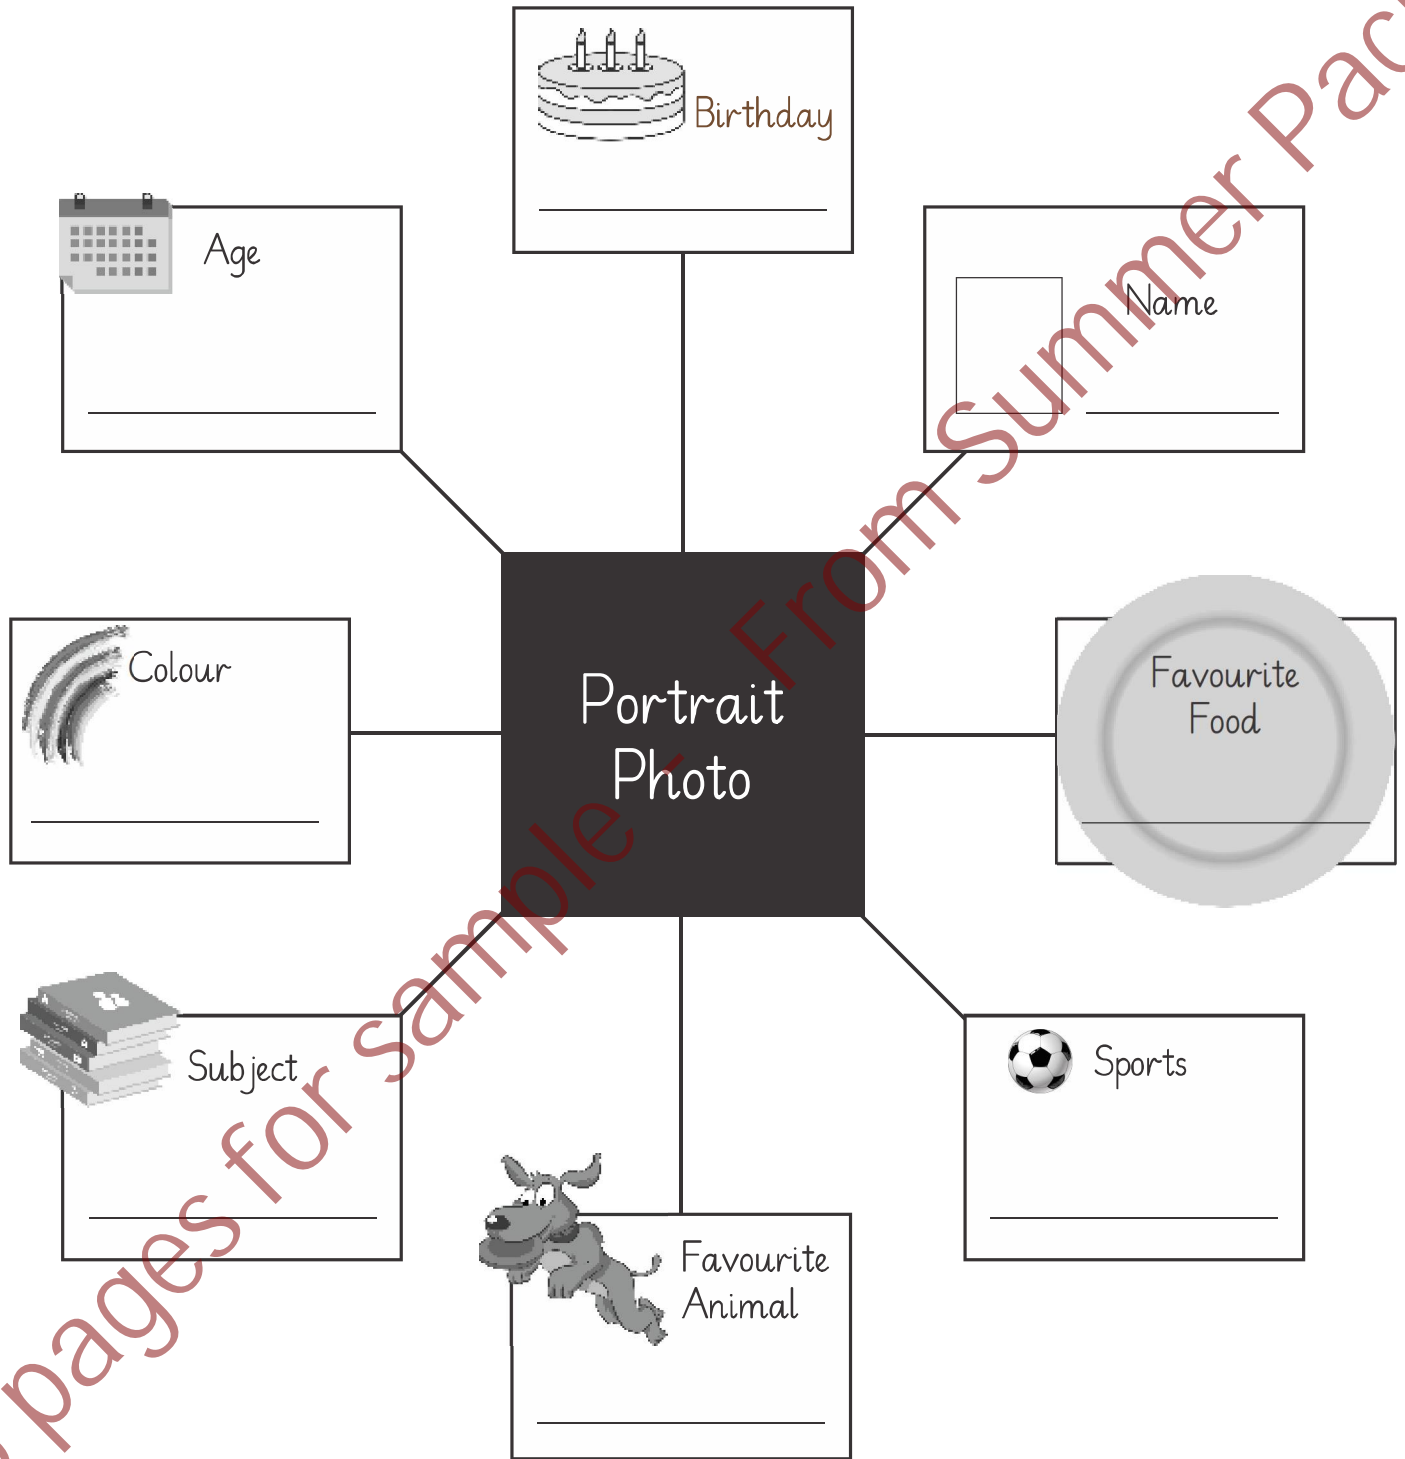 Birthday
Age
Name
Colour
Portrait
Photo
Favourite
Food
Subject
Sports
Favourite
Animal
pages for sample - From Summer Pac